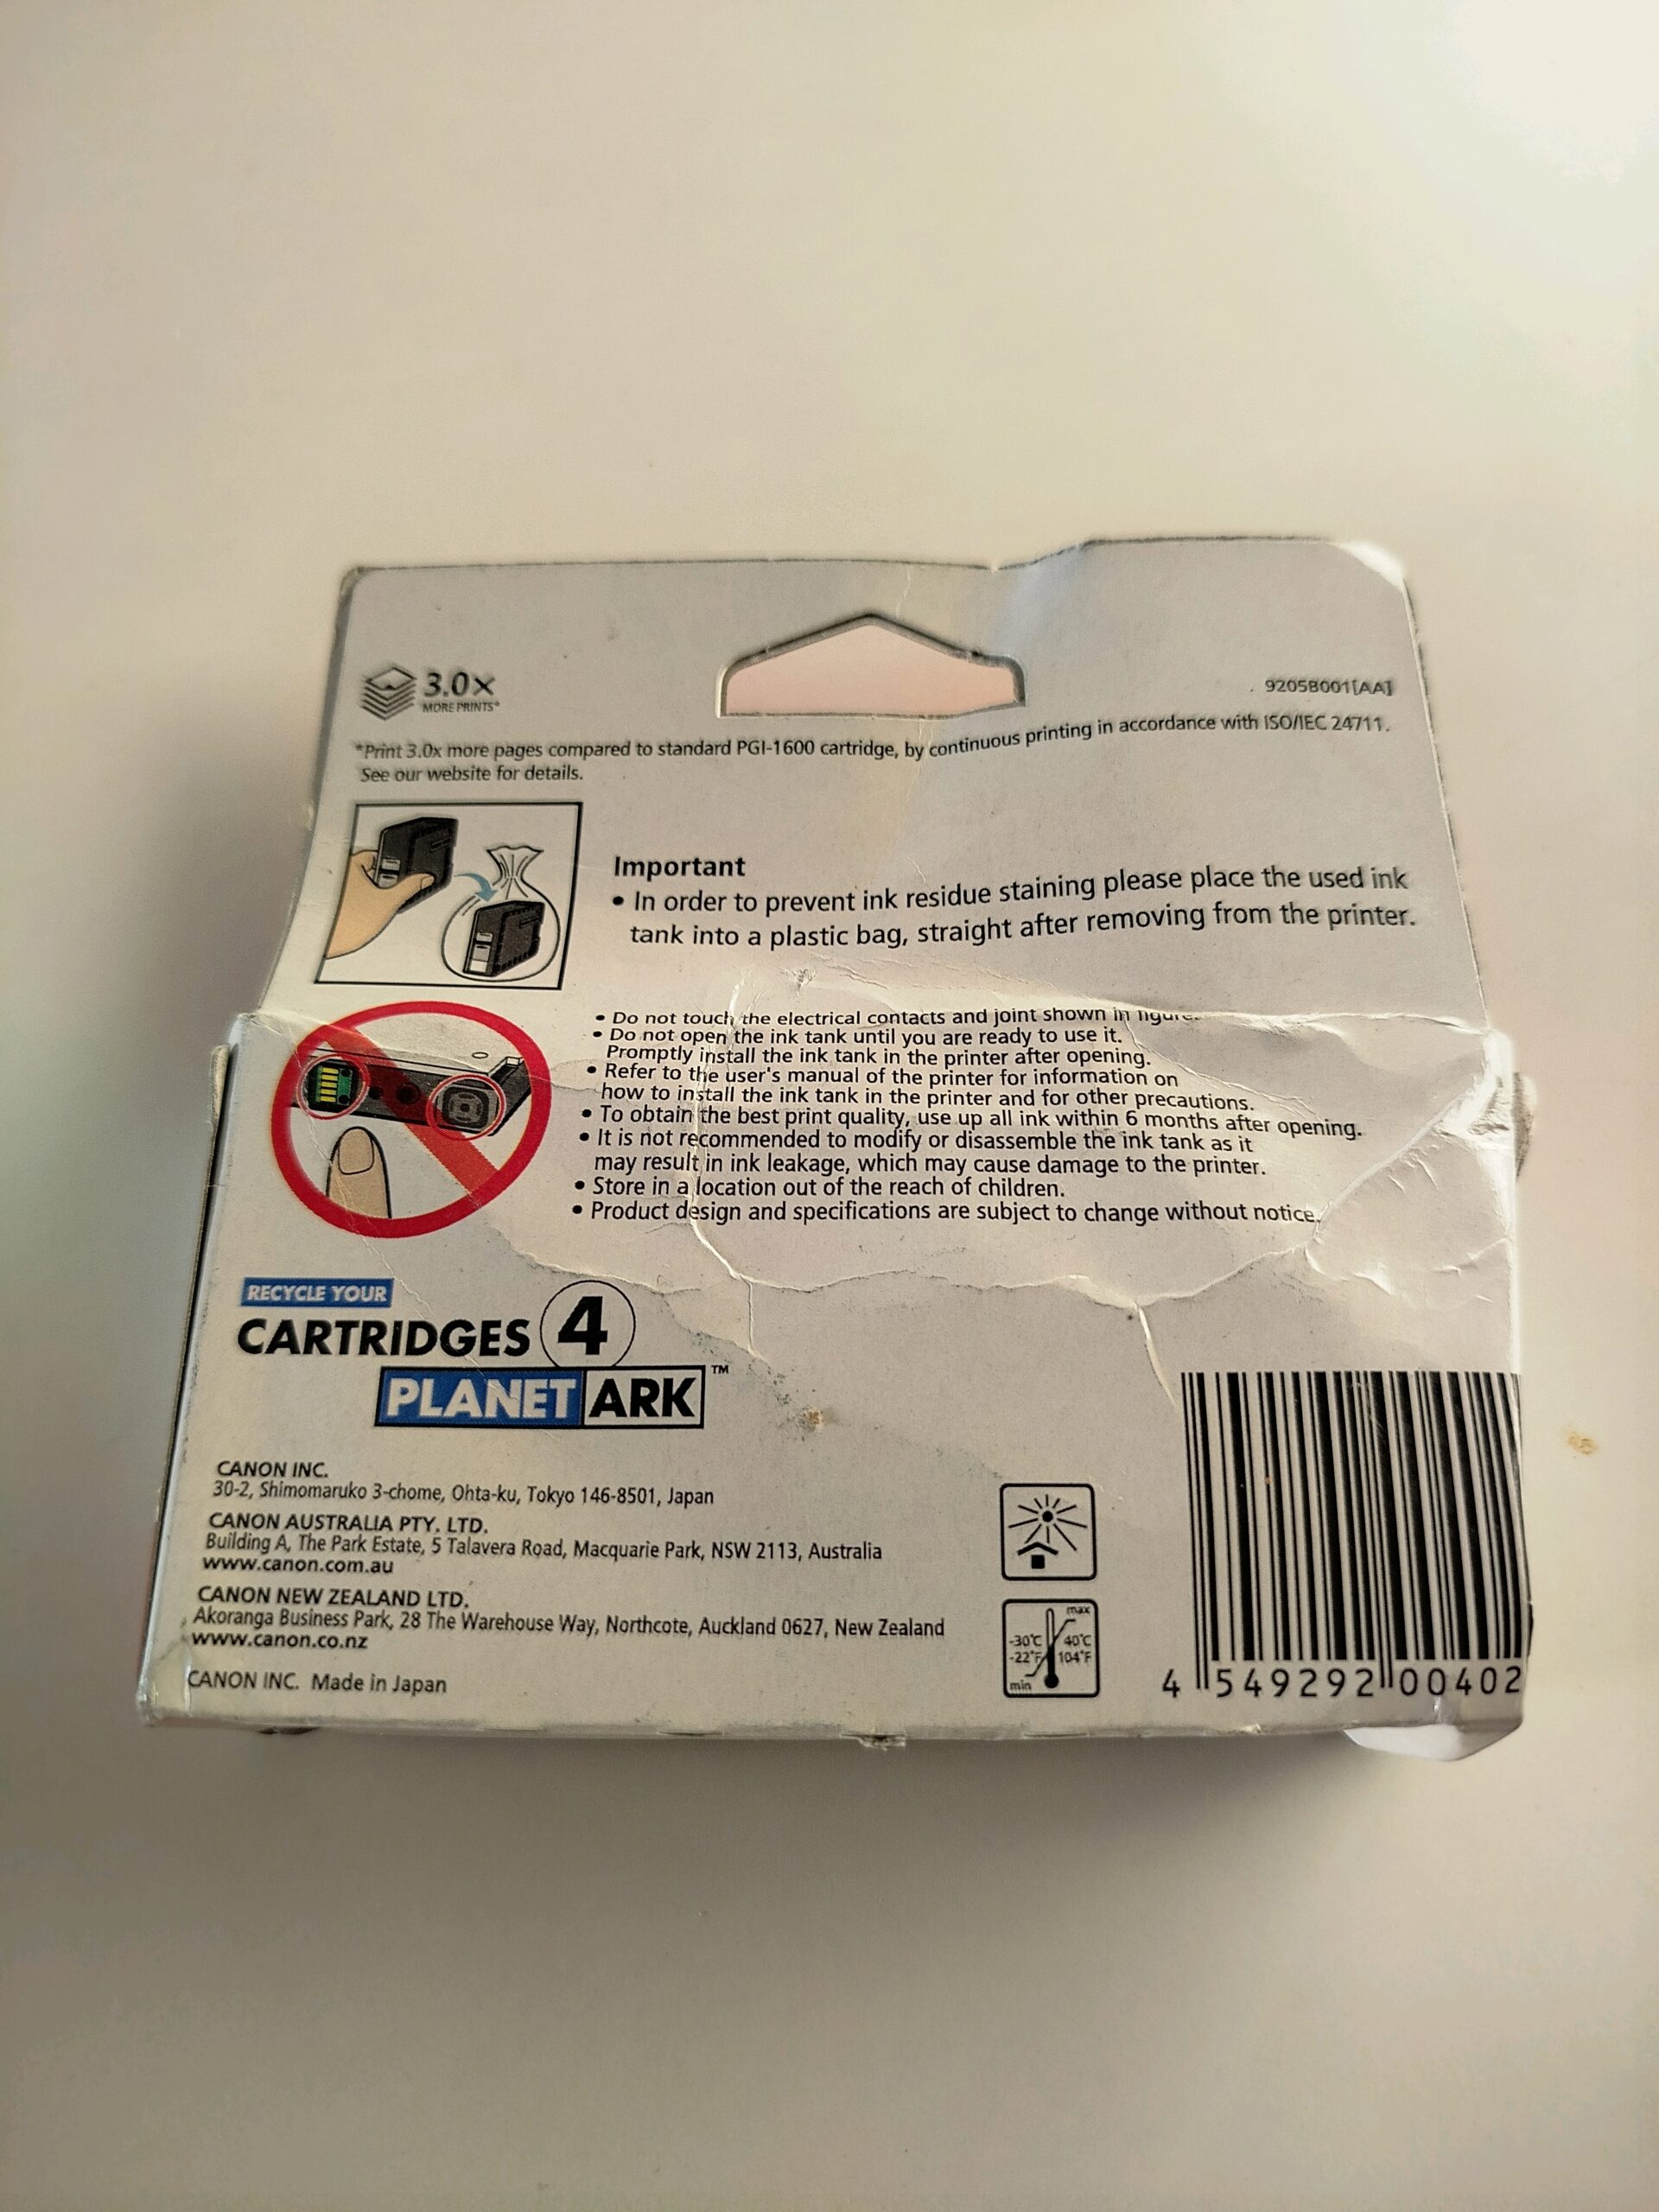 3.0x
MORE PRINTS*
9205B001[AA]
*Print 3.0x more pages compared to standard PGI-1600 cartridge, by continuous printing in accordance with ISO/IEC 24711.
See our website for details.
Important
• In order to prevent ink residue staining please place the used ink
tank into a plastic bag, straight after removing from the printer.
• Do not touch the electrical contacts and joint shown in figure.
• Do not open the ink tank until you are ready to use it.
Promptly install the ink tank in the printer after opening.
• Refer to the user's manual of the printer for information on
how to install the ink tank in the printer and for other precautions.
• To obtain the best print quality, use up all ink within 6 months after opening.
• It is not recommended to modify or disassemble the ink tank as it
may result in ink leakage, which may cause damage to the printer.
• Store in a location out of the reach of children.
• Product design and specifications are subject to change without notice.
RECYCLE YOUR
CARTRIDGES 4
PLANET ARK™
CANON INC.
30-2, Shimomaruko 3-chome, Ohta-ku, Tokyo 146-8501, Japan
CANON AUSTRALIA PTY. LTD.
Building A, The Park Estate, 5 Talavera Road, Macquarie Park, NSW 2113, Australia
www.canon.com.au
CANON NEW ZEALAND LTD.
Akoranga Business Park, 28 The Warehouse Way, Northcote, Auckland 0627, New Zealand
www.canon.co.nz
CANON INC. Made in Japan
max
-30°C 40°C
-22°F 104°F
min
4 549292 00402